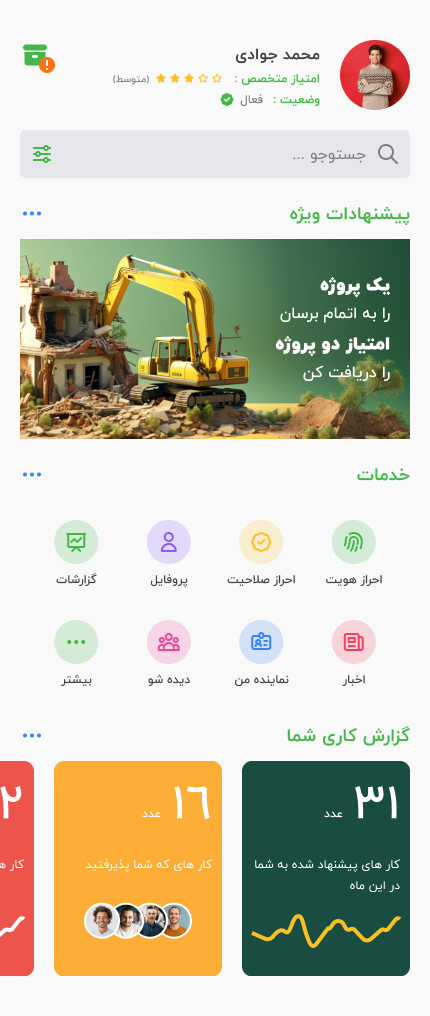 محمد جوادی
امتیاز متخصص : (متوسط)
وضعیت : فعال
جستوجو ...
پیشنهادات ویژه
یک پروژه
را به اتمام برسان
امتیاز دو پروژه
را دریافت کن
خدمات
احراز هویت
احراز صلاحیت
پروفایل
گزارشات
اخبار
نماینده من
دیده شو
بیشتر
گزارش کاری شما
۳۱ عدد
کار های پیشنهاد شده به شما
در این ماه
۱۶ عدد
کار های که شما پذیرفتید
کار ها